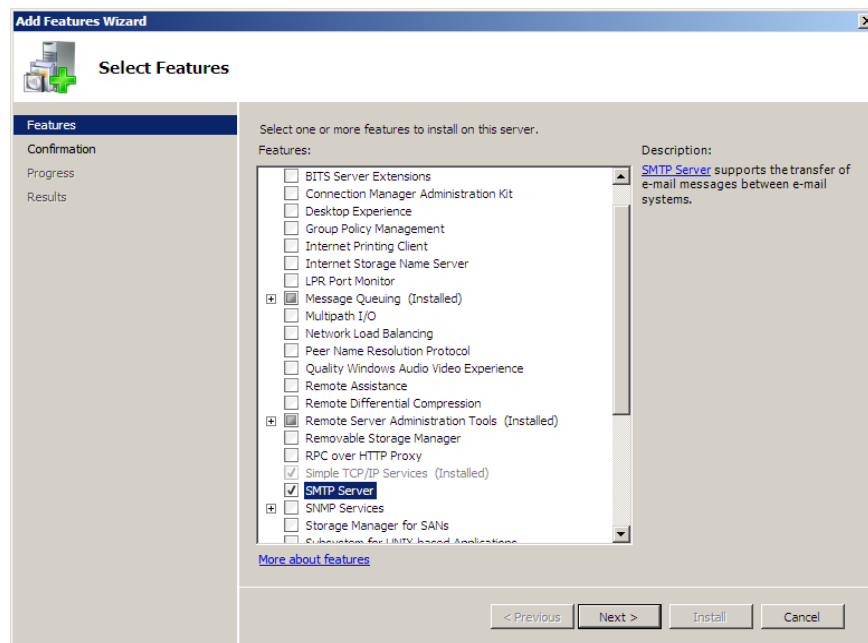 Add Features Wizard
Select Features
Features
Confirmation
Progress
Results
Select one or more features to install on this server.
Features:
BITS Server Extensions
Connection Manager Administration Kit
Desktop Experience
Group Policy Management
Internet Printing Client
Internet Storage Name Server
LPR Port Monitor
Message Queuing (Installed)
Multipath I/O
Network Load Balancing
Peer Name Resolution Protocol
Quality Windows Audio Video Experience
Remote Assistance
Remote Differential Compression
Remote Server Administration Tools (Installed)
Removable Storage Manager
RPC over HTTP Proxy
Simple TCP/IP Services (Installed)
SMTP Server
SNMP Services
Storage Manager for SANs
Subsystem for UNIX-based Applications
More about features
Description:
SMTP Server supports the transfer of
e-mail messages between e-mail
systems.
< Previous
Next >
Install
Cancel